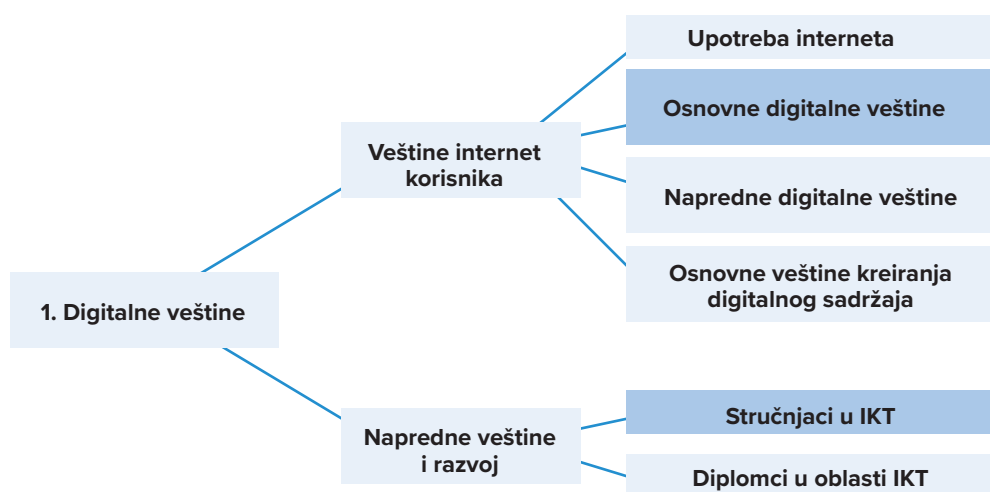 Upotreba interneta
Osnovne digitalne veštine
Veštine internet
korisnika
Napredne digitalne veštine
Osnovne veštine kreiranja
digitalnog sadržaja
1. Digitalne veštine
Stručnjaci u IKT
Napredne veštine
i razvoj
Diplomci u oblasti IKT